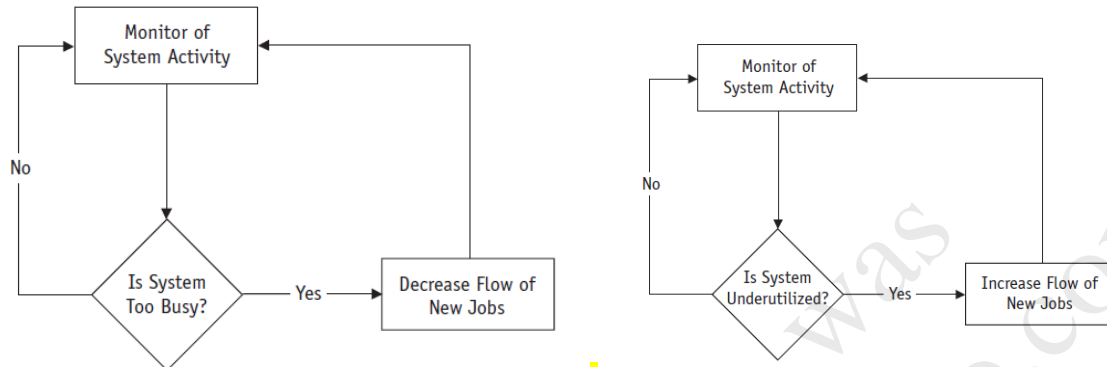 Monitor of
System Activity
No
Is System
Too Busy?
Yes
Decrease Flow of
New Jobs
Monitor of
System Activity
No
Is System
Underutilized?
Yes
Increase Flow of
New Jobs
was